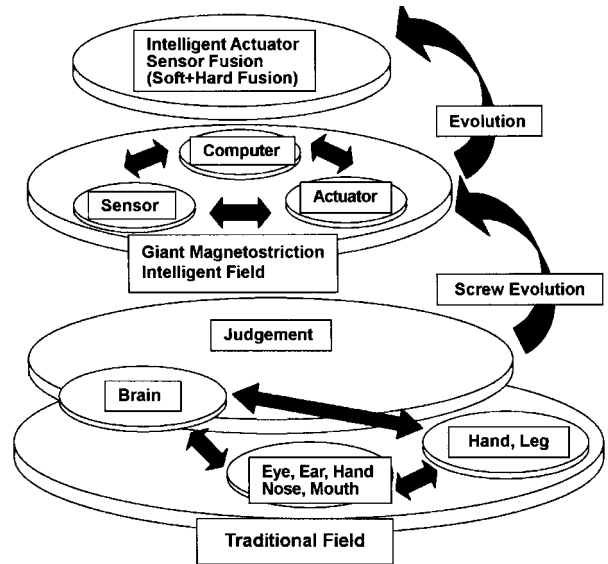 Intelligent Actuator
Sensor Fusion
(Soft+Hard Fusion)
Evolution
Computer
Sensor
Actuator
Giant Magnetostriction
Intelligent Field
Screw Evolution
Judgement
Brain
Hand, Leg
Eye, Ear, Hand
Nose, Mouth
Traditional Field